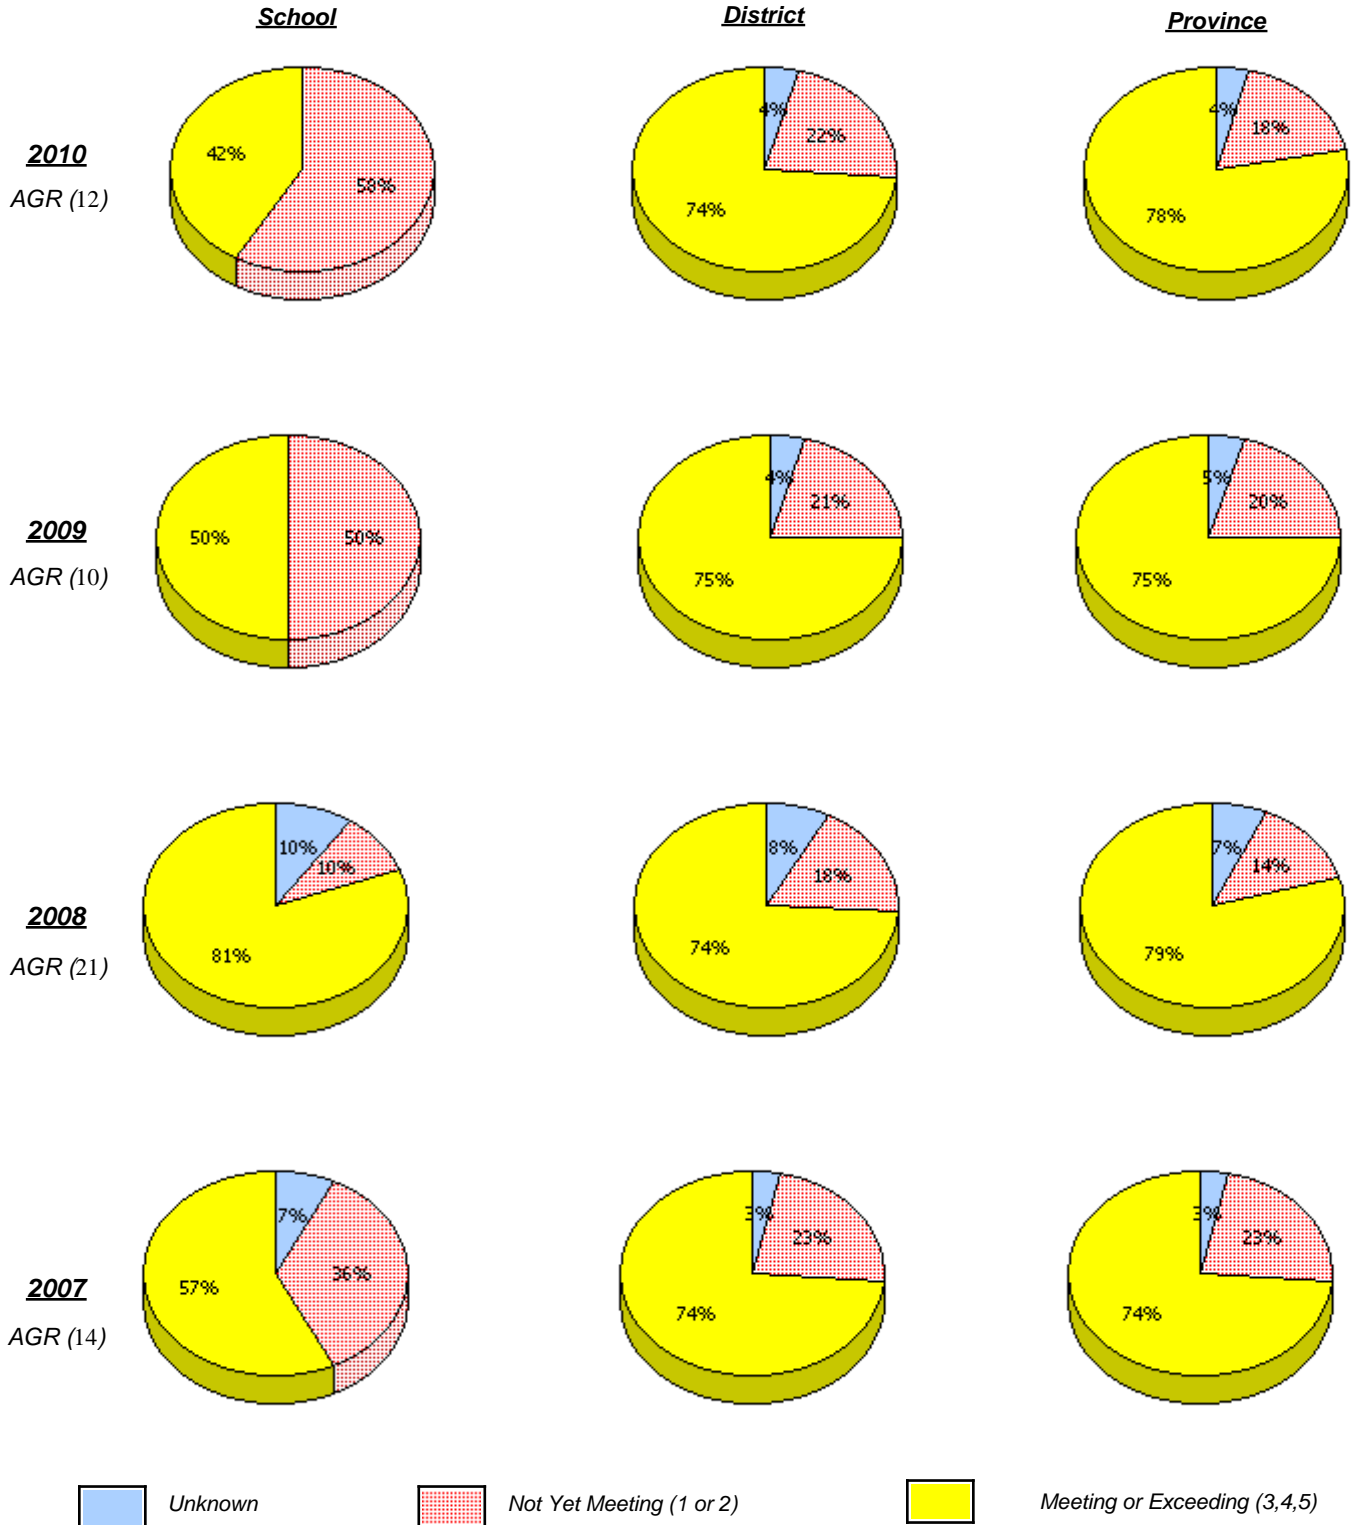 School District Province
2010
AGR (12)
42% 58% 4% 22% 74% 4% 18% 78%
2009
AGR (10)
50% 50% 4% 21% 75% 5% 20% 75%
2008
AGR (21)
10% 10% 81% 8% 18% 74% 7% 14% 79%
2007
AGR (14)
7% 36% 57% 3% 23% 74% 3% 23% 74%
Unknown Not Yet Meeting (1 or 2) Meeting or Exceeding (3,4,5)